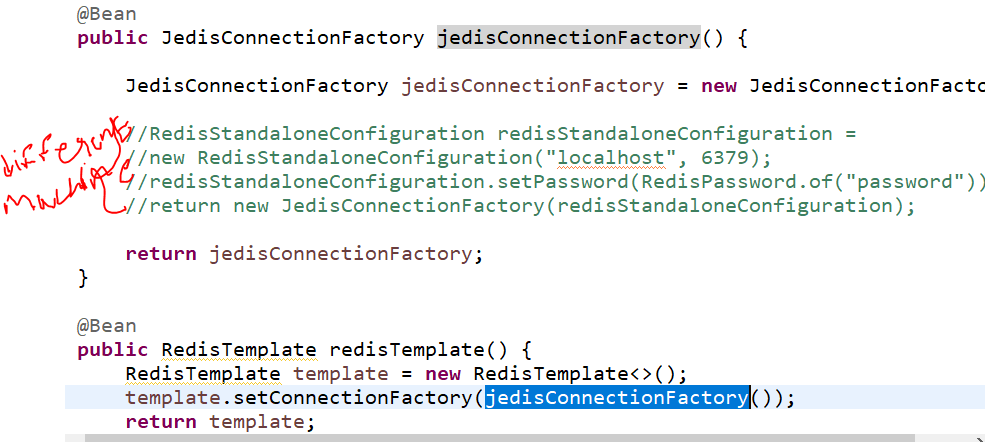 @Bean
public JedisConnectionFactory jedisConnectionFactory() {
JedisConnectionFactory jedisConnectionFactory = new JedisConnectionFacto
different
machine
//RedisStandaloneConfiguration redisStandaloneConfiguration =
//new RedisStandaloneConfiguration("localhost", 6379);
//redisStandaloneConfiguration.setPassword(RedisPassword.of("password"))
//return new JedisConnectionFactory(redisStandaloneConfiguration);
return jedisConnectionFactory;
}
@Bean
public RedisTemplate redisTemplate() {
RedisTemplate template = new RedisTemplate<>();
template.setConnectionFactory(jedisConnectionFactory());
return template;